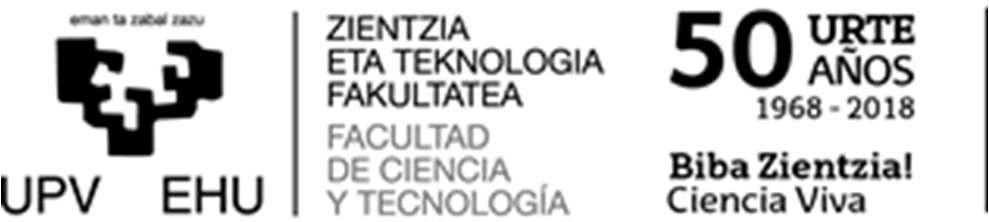 eman ta zabal zazu
UPV EHU
ZIENTZIA
ETA TEKNOLOGIA
FAKULTATEA
FACULTAD
DE CIENCIA
Y TECNOLOGÍA
50 URTE
AÑOS
1968 - 2018
Biba Zientzia!
Ciencia Viva